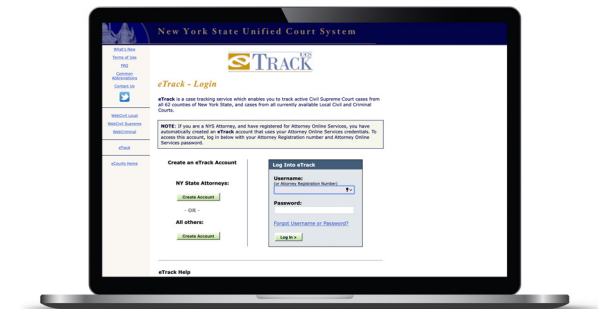 New York State Unified Court System
What's New
Terms of Use
FAQ
Common
Abbreviations
Contact Us
WebCivil Local
WebCivil Supreme
WebCriminal
eTrack
eCourts Home
UCS
TRACK
eTrack - Login
eTrack is a case tracking service which enables you to track active Civil Supreme Court cases from
all 62 counties of New York State, and cases from all currently available Local Civil and Criminal
Courts.
NOTE: If you are a NYS Attorney, and have registered for Attorney Online Services, you have
automatically created an eTrack account that uses your Attorney Online Services credentials. To
access this account, log in below with your Attorney Registration number and Attorney Online
Services password.
Create an eTrack Account
NY State Attorneys:
Create Account
- OR -
All others:
Create Account
Log Into eTrack
Username:
(or Attorney Registration Number)
Password:
Forgot Username or Password?
Log In »
eTrack Help